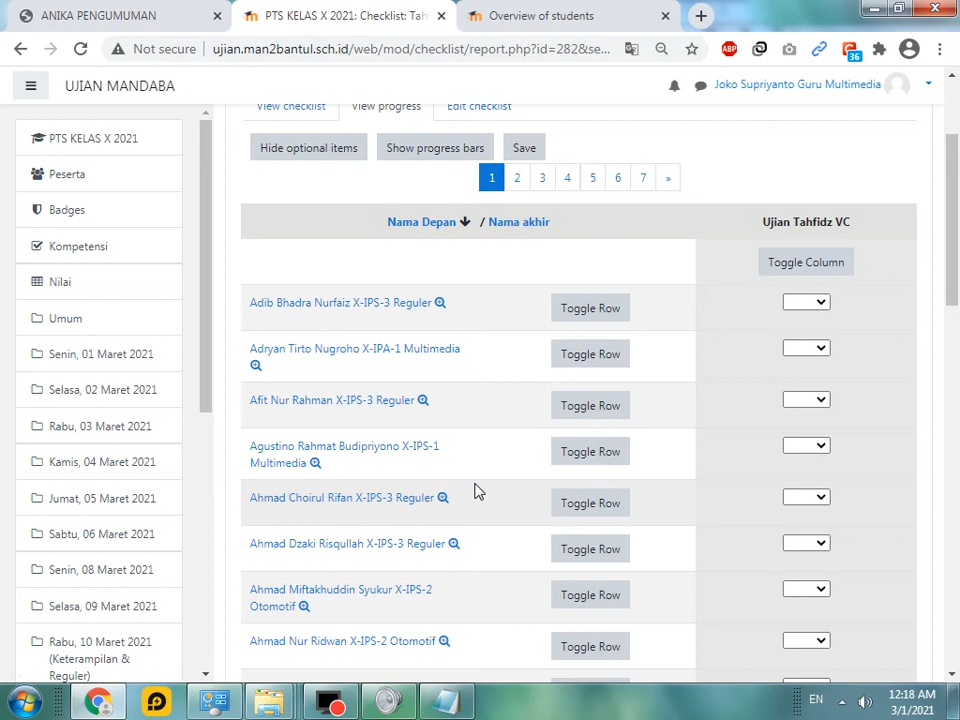 ANIKA PENGUMUMAN
PTS KELAS X 2021: Checklist: Tah
Overview of students
Not secure
ujian.man2bantul.sch.id/web/mod/checklist/report.php?id=282&se...
ABP
36
UJIAN MANDABA
Joko Supriyanto Guru Multimedia
View checklist
View progress
Edit checklist
PTS KELAS X 2021
Peserta
Badges
Kompetensi
Nilai
Umum
Senin, 01 Maret 2021
Selasa, 02 Maret 2021
Rabu, 03 Maret 2021
Kamis, 04 Maret 2021
Jumat, 05 Maret 2021
Sabtu, 06 Maret 2021
Senin, 08 Maret 2021
Selasa, 09 Maret 2021
Rabu, 10 Maret 2021
(Keterampilan &
Reguler)
Hide optional items
Show progress bars
Save
1 2 3 4 5 6 7 »
Nama Depan / Nama akhir
Ujian Tahfidz VC
Toggle Column
Adib Bhadra Nurfaiz X-IPS-3 Reguler
Toggle Row
Adryan Tirto Nugroho X-IPA-1 Multimedia
Toggle Row
Afit Nur Rahman X-IPS-3 Reguler
Toggle Row
Agustino Rahmat Budipriyono X-IPS-1
Multimedia
Toggle Row
Ahmad Choirul Rifan X-IPS-3 Reguler
Toggle Row
Ahmad Dzaki Risqullah X-IPS-3 Reguler
Toggle Row
Ahmad Miftakhuddin Syukur X-IPS-2
Otomotif
Toggle Row
Ahmad Nur Ridwan X-IPS-2 Otomotif
Toggle Row
EN
12:18 AM
3/1/2021